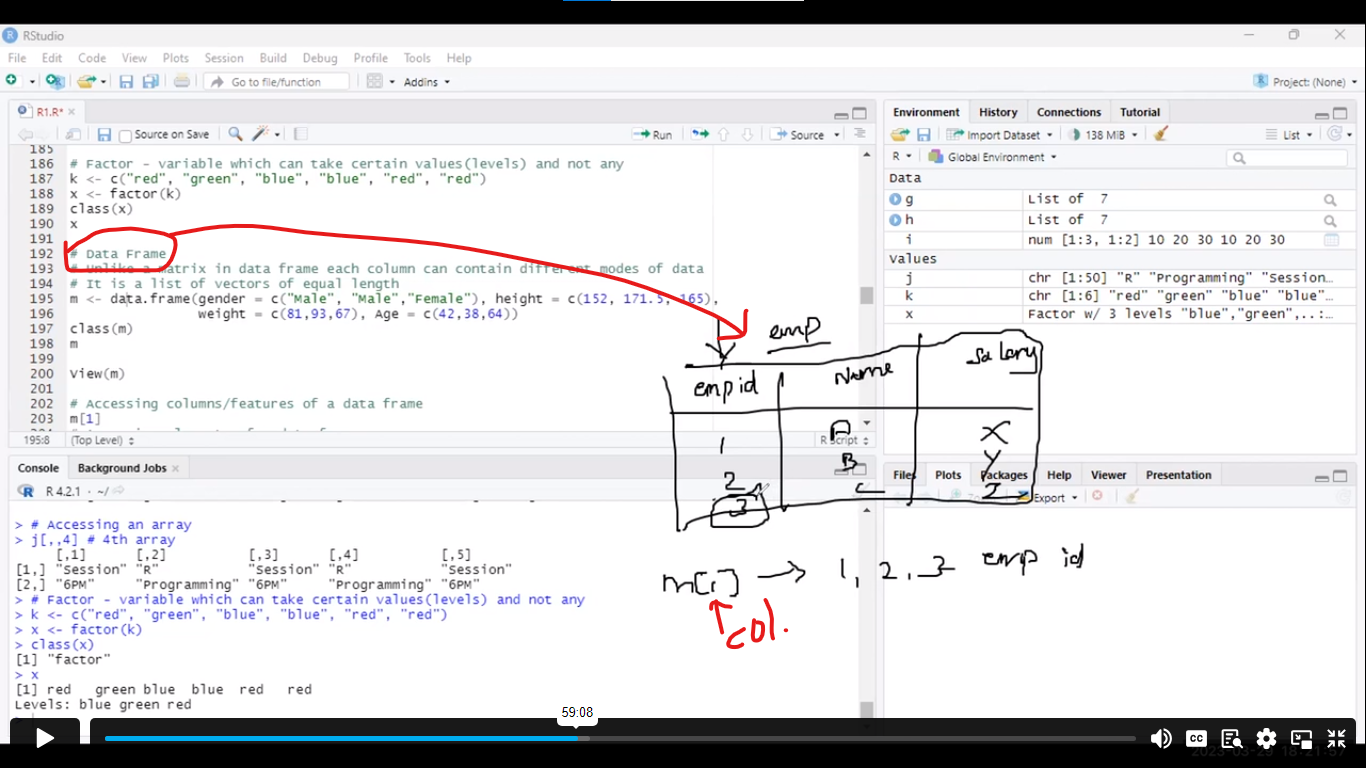 RStudio
File Edit Code View Plots Session Build Debug Profile Tools Help
Go to file/function Addins Project: (None)
R1.R*
Source on Save Run Source
185
186 # Factor - variable which can take certain values(levels) and not any
187 k <- c("red", "green", "blue", "blue", "red", "red")
188 x <- factor(k)
189 class(x)
190 x
191
192 # Data Frame
193 # Unlike a matrix in data frame each column can contain different modes of data
194 # It is a list of vectors of equal length
195 m <- data.frame(gender = c("Male", "Male","Female"), height = c(152, 171.5, 165),
196 weight = c(81,93,67), Age = c(42,38,64))
197 class(m)
198 m
199
200 View(m)
201
202 # Accessing columns/features of a data frame
203 m[1]
195:8 (Top Level) R Script
Console Background Jobs
R 4.2.1 · ~/
> # Accessing an array
> j[,,4] # 4th array
[,1] [,2] [,3] [,4] [,5]
[1,] "Session" "R" "Session" "R" "Session"
[2,] "6PM" "Programming" "6PM" "Programming" "6PM"
> # Factor - variable which can take certain values(levels) and not any
> k <- c("red", "green", "blue", "blue", "red", "red")
> x <- factor(k)
> class(x)
[1] "factor"
> x
[1] red green blue blue red red
Levels: blue green red
Environment History Connections Tutorial
Import Dataset 138 MiB List
R Global Environment
Data
g List of 7
h List of 7
i num [1:3, 1:2] 10 20 30 10 20 30
Values
j chr [1:50] "R" "Programming" "Session…
k chr [1:6] "red" "green" "blue" "blue"…
x Factor w/ 3 levels "blue","green",..:
Files Plots Packages Help Viewer Presentation
Export
emp
emp id Name Salary
1 A X
2 B Y
3 C Z
m[1] → 1, 2, 3 emp id
col.
59:08
CC